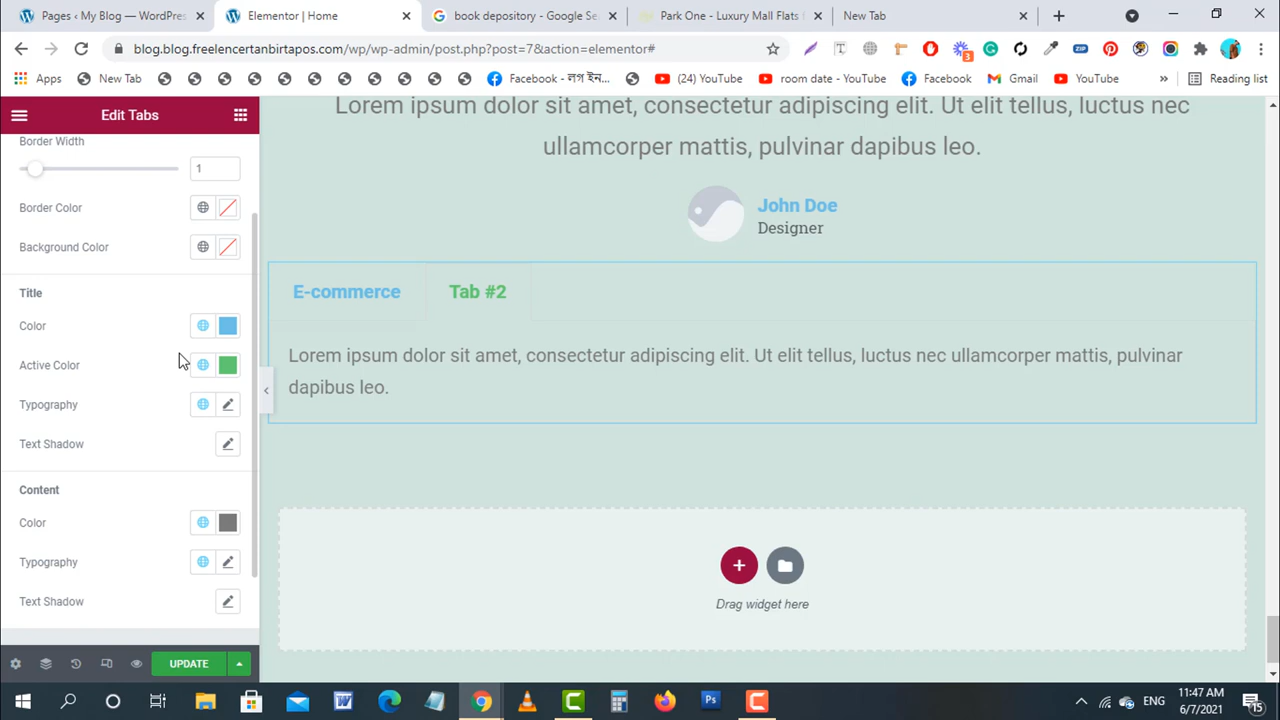 Pages ‹ My Blog — WordPres
Elementor | Home
book depository - Google Se
Park One - Luxury Mall Flats f
New Tab
blog.blog.freelencertanbirtapos.com/wp/wp-admin/post.php?post=7&action=elementor#
3
ZIP
Apps
New Tab
Facebook - লগ ইন...
(24) YouTube
room date - YouTube
Facebook
Gmail
YouTube
»
Reading list
Edit Tabs
Border Width
1
Border Color
Background Color
Title
Color
Active Color
Typography
Text Shadow
Content
Color
Typography
Text Shadow
UPDATE
Lorem ipsum dolor sit amet, consectetur adipiscing elit. Ut elit tellus, luctus nec
ullamcorper mattis, pulvinar dapibus leo.
John Doe
Designer
E-commerce
Tab #2
Lorem ipsum dolor sit amet, consectetur adipiscing elit. Ut elit tellus, luctus nec ullamcorper mattis, pulvinar
dapibus leo.
Drag widget here
ENG
11:47 AM
6/7/2021
15